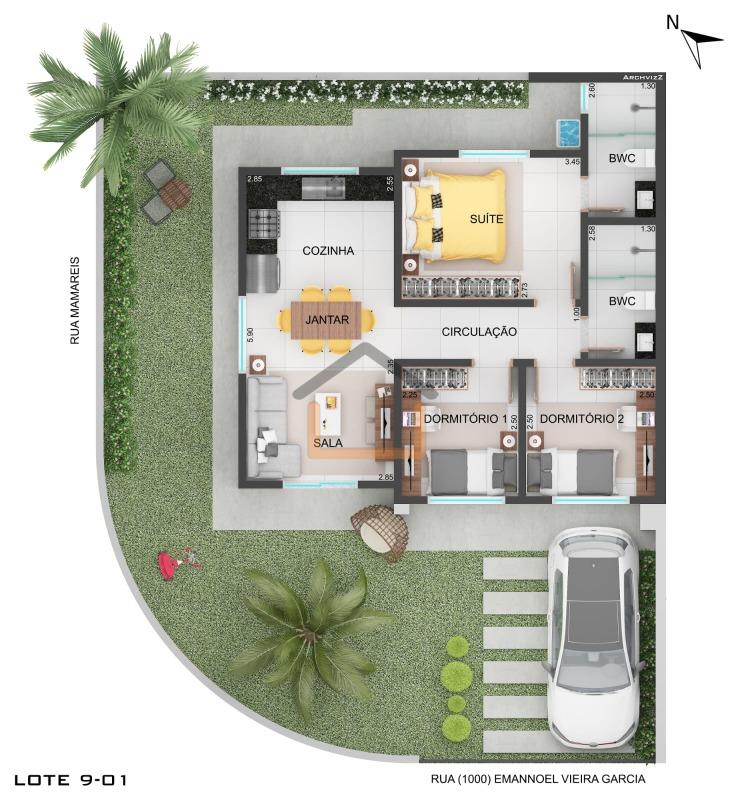 N
ArchvizZ
2.60
1.30
BWC
3.45
2.85
2.55
SUÍTE
COZINHA
2.58
1.30
2.73
BWC
RUA MAMAREIS
JANTAR
5.90
CIRCULAÇÃO
1.00
2.35
2.25
2.50
DORMITÓRIO 1
DORMITÓRIO 2
2.50
2.50
SALA
2.85
LOTE 9-01
RUA (1000) EMANNOEL VIEIRA GARCIA